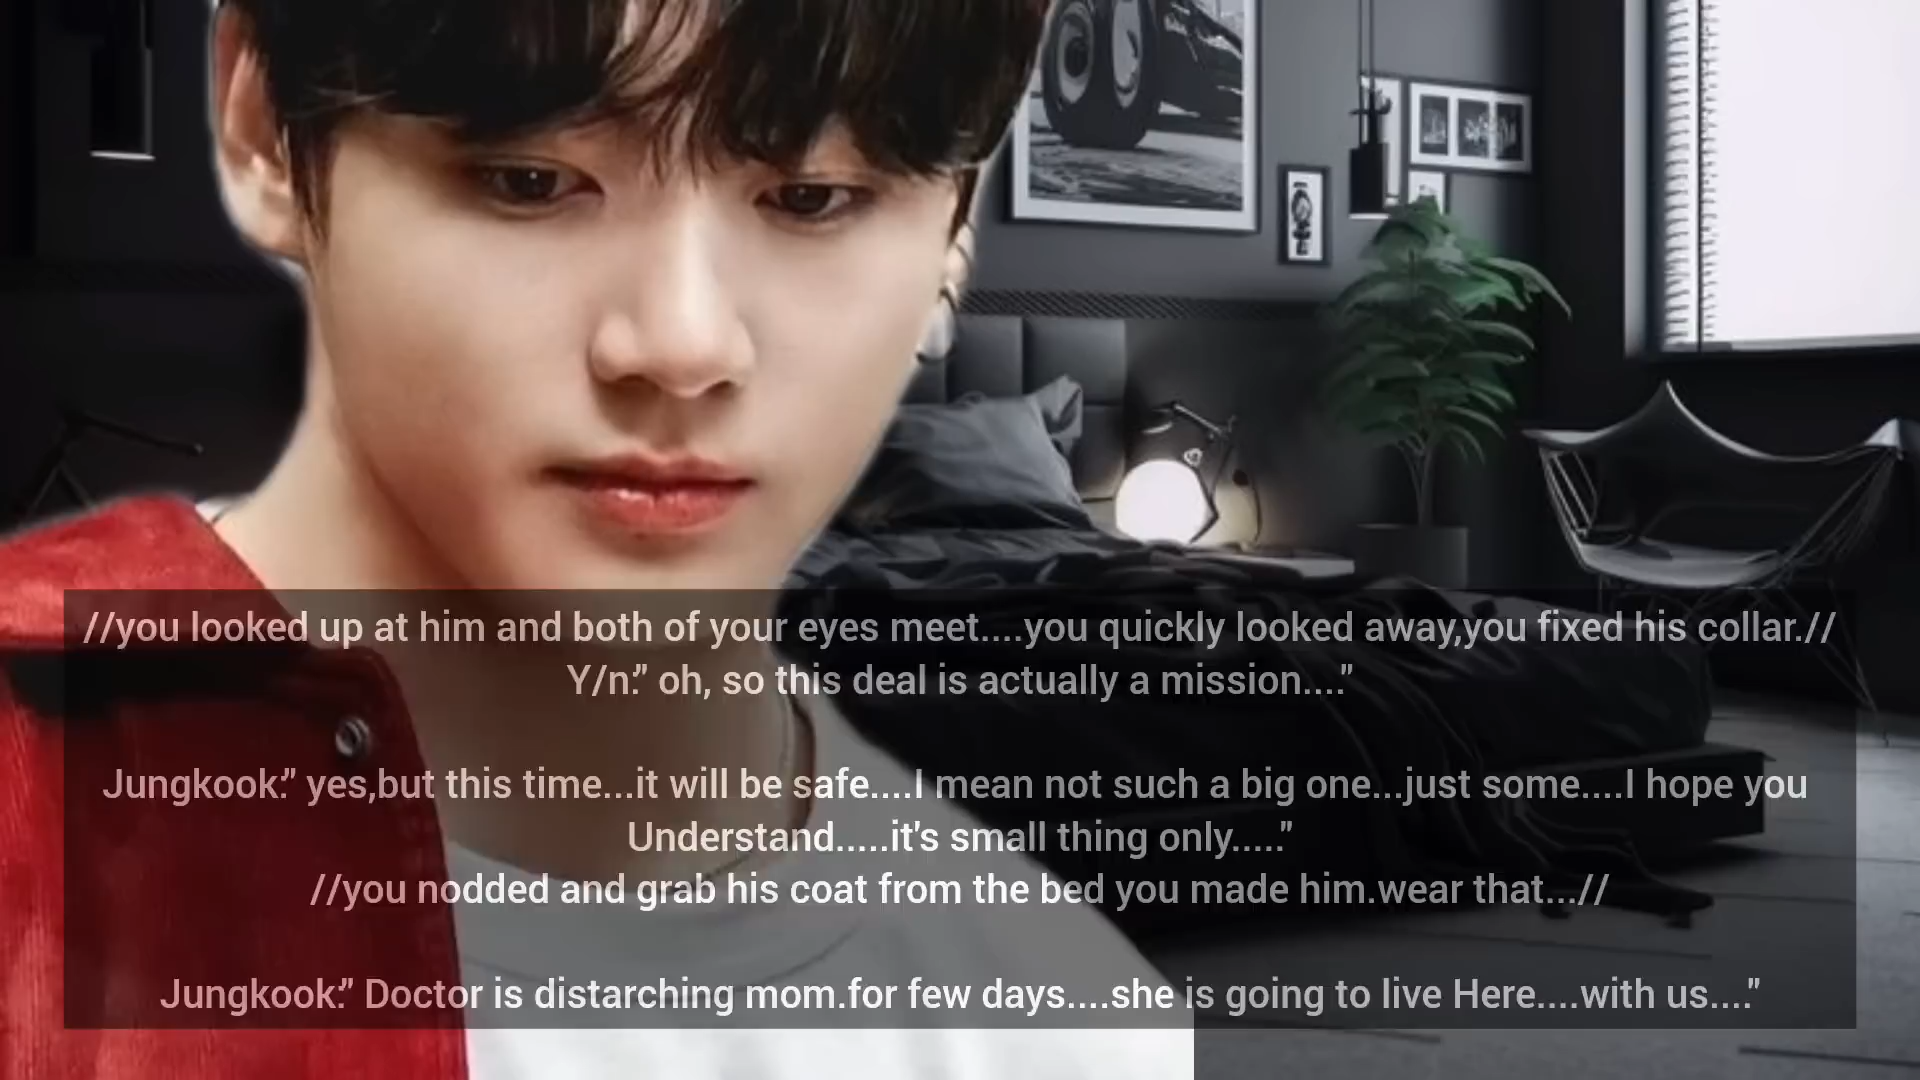 //you looked up at him and both of your eyes meet....you quickly looked away,you fixed his collar.//
Y/n:" oh, so this deal is actually a mission...."
Jungkook:" yes,but this time...it will be safe....I mean not such a big one...just some....I hope you
Understand.....it's small thing only....."
//you nodded and grab his coat from the bed you made him.wear that...//
Jungkook:" Doctor is distarching mom.for few days....she is going to live Here....with us...."